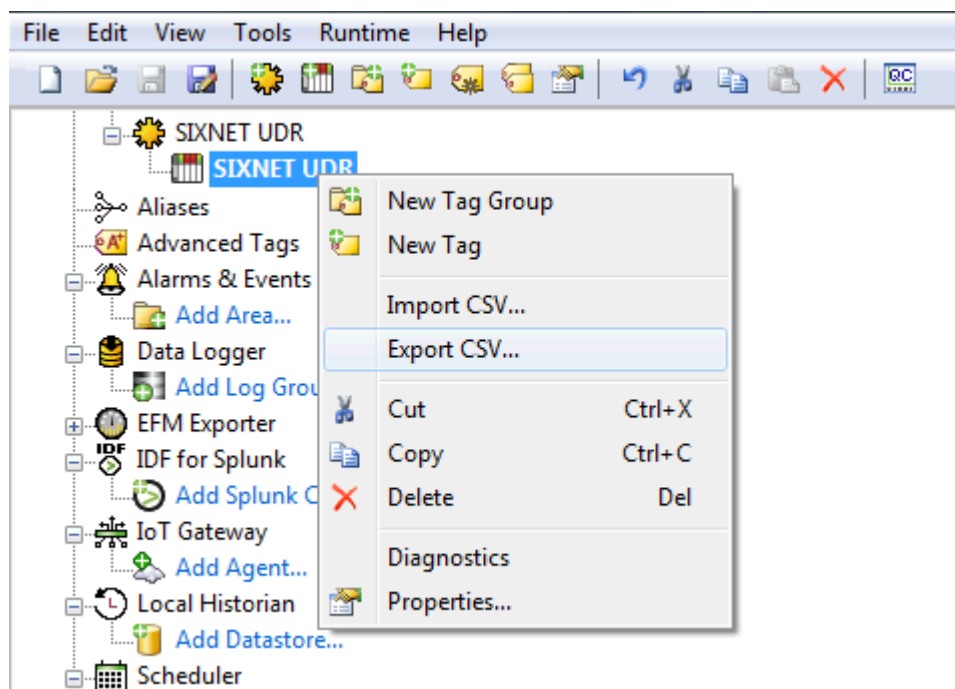 File Edit View Tools Runtime Help
QC
SIXNET UDR
SIXNET UDR
Aliases
A+
Advanced Tags
Alarms & Events
Add Area...
Data Logger
Add Log Grou
EFM Exporter
IDF
IDF for Splunk
Add Splunk C
IoT Gateway
Add Agent...
Local Historian
Add Datastore...
Scheduler
New Tag Group
New Tag
Import CSV...
Export CSV...
Cut Ctrl+X
Copy Ctrl+C
Delete Del
Diagnostics
Properties...